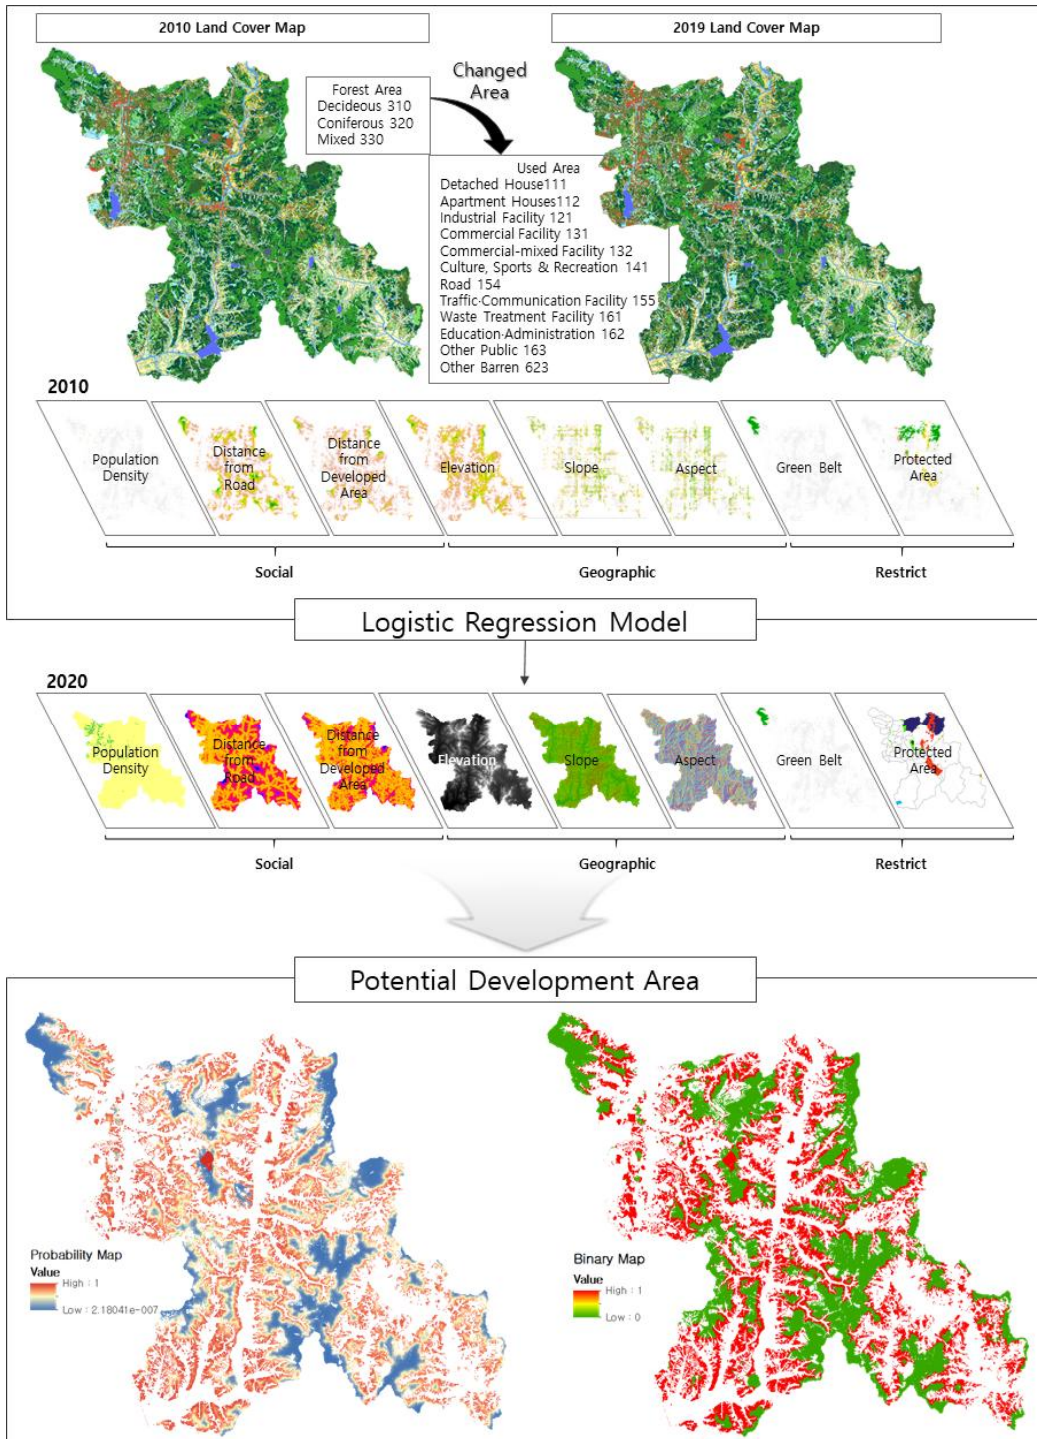 2010 Land Cover Map
2019 Land Cover Map
Changed
Area
Forest Area
Decideous 310
Coniferous 320
Mixed 330
Used Area
Detached House111
Apartment Houses112
Industrial Facility 121
Commercial Facility 131
Commercial-mixed Facility 132
Culture, Sports & Recreation 141
Road 154
Traffic·Communication Facility 155
Waste Treatment Facility 161
Education·Administration 162
Other Public 163
Other Barren 623
2010
Population
Density
Distance
from
Road
Distance
from
Developed
Area
Elevation
Slope
Aspect
Green Belt
Protected
Area
Social
Geographic
Restrict
Logistic Regression Model
2020
Population
Density
Distance
from
Road
Distance
from
Developed
Area
Elevation
Slope
Aspect
Green Belt
Protected
Area
Social
Geographic
Restrict
Potential Development Area
Probability Map
Value
High : 1
Low : 2.18041e-007
Binary Map
Value
High : 1
Low : 0